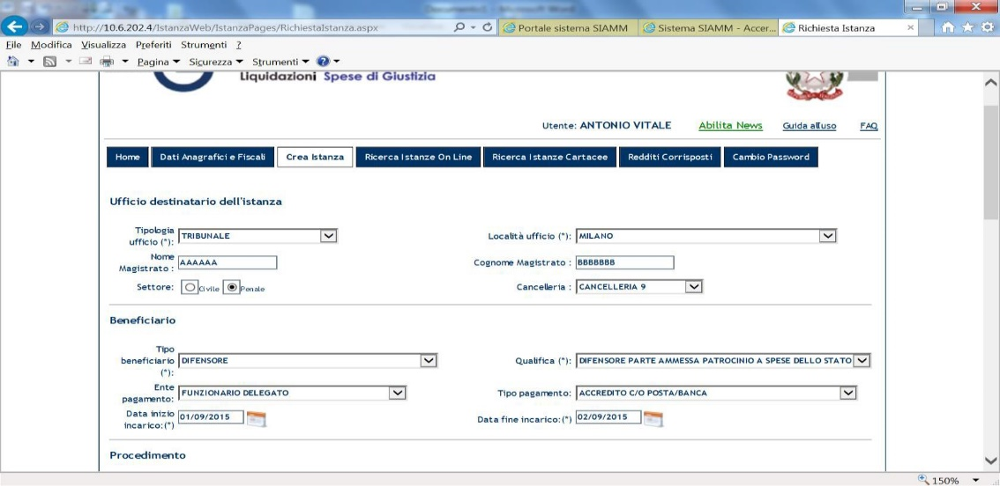 http://10.6.202.4/IstanzaWeb/IstanzaPages/RichiestaIstanza.aspx
Portale sistema SIAMM
Sistema SIAMM - Accer...
Richiesta Istanza
File Modifica Visualizza Preferiti Strumenti ?
Pagina Sicurezza Strumenti
Liquidazioni Spese di Giustizia
Utente: ANTONIO VITALE Abilita News Guida all'uso FAQ
Home Dati Anagrafici e Fiscali Crea Istanza Ricerca Istanze On Line Ricerca Istanze Cartacee Redditi Corrisposti Cambio Password
Ufficio destinatario dell'istanza
Tipologia ufficio (*): TRIBUNALE Località ufficio (*): MILANO
Nome Magistrato : AAAAAA Cognome Magistrato : BBBBBBB
Settore: Civile Penale Cancelleria : CANCELLERIA 9
Beneficiario
Tipo beneficiario (*): DIFENSORE Qualifica (*): DIFENSORE PARTE AMMESSA PATROCINIO A SPESE DELLO STATO
Ente pagamento: FUNZIONARIO DELEGATO Tipo pagamento: ACCREDITO C/O POSTA/BANCA
Data inizio incarico:(*) 01/09/2015 Data fine incarico:(*) 02/09/2015
Procedimento
150%